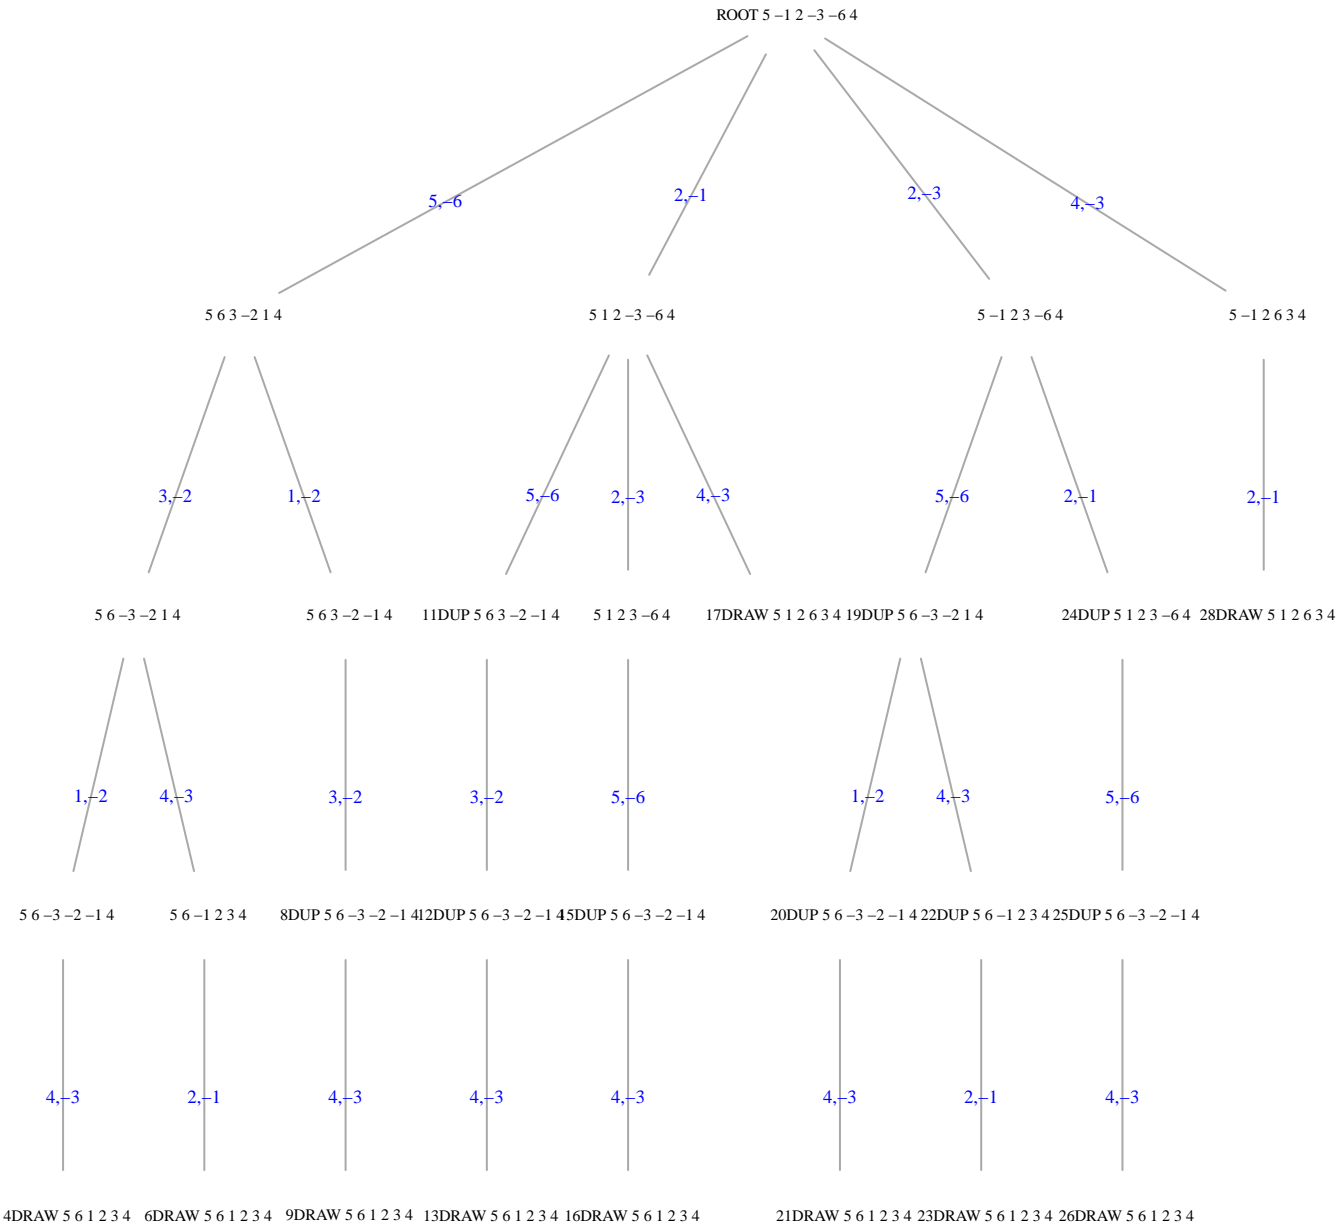 ROOT 5 −1 2 −3 −6 4
5,−6 2,−1 2,−3 4,−3
5 6 3 −2 1 4 5 1 2 −3 −6 4 5 −1 2 3 −6 4 5 −1 2 6 3 4
3,−2 1,−2 5,−6 2,−3 4,−3 5,−6 2,−1 2,−1
5 6 −3 −2 1 4 5 6 3 −2 −1 4 11DUP 5 6 3 −2 −1 4 5 1 2 3 −6 4 17DRAW 5 1 2 6 3 4 19DUP 5 6 −3 −2 1 4 24DUP 5 1 2 3 −6 4 28DRAW 5 1 2 6 3 4
1,−2 4,−3 3,−2 3,−2 5,−6 1,−2 4,−3 5,−6
5 6 −3 −2 −1 4 5 6 −1 2 3 4 8DUP 5 6 −3 −2 −1 4 12DUP 5 6 −3 −2 −1 4 15DUP 5 6 −3 −2 −1 4 20DUP 5 6 −3 −2 −1 4 22DUP 5 6 −1 2 3 4 25DUP 5 6 −3 −2 −1 4
4,−3 2,−1 4,−3 4,−3 4,−3 4,−3 2,−1 4,−3
4DRAW 5 6 1 2 3 4 6DRAW 5 6 1 2 3 4 9DRAW 5 6 1 2 3 4 13DRAW 5 6 1 2 3 4 16DRAW 5 6 1 2 3 4 21DRAW 5 6 1 2 3 4 23DRAW 5 6 1 2 3 4 26DRAW 5 6 1 2 3 4